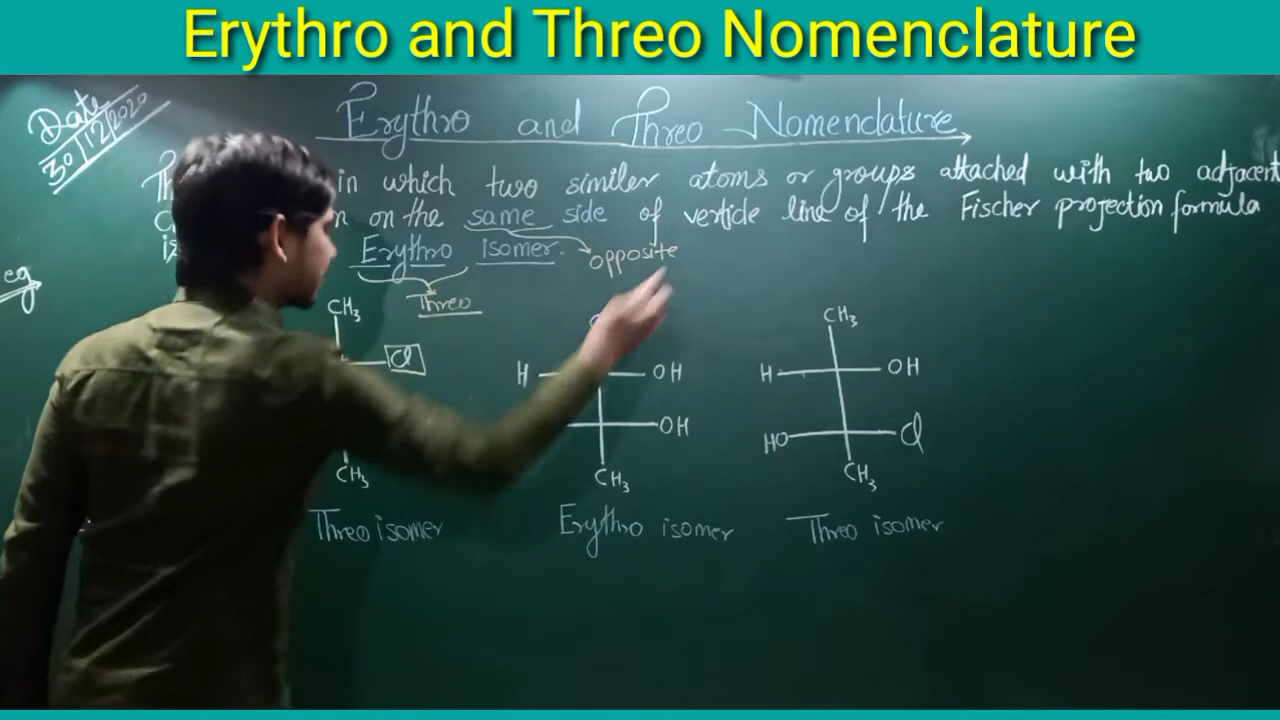 Erythro and Threo Nomenclature
Date
30/12/2020
Erythro and Threo Nomenclature
in which two similer atoms or groups attached with two adjacent
on the same side of verticle line of the Fischer projection formula
Erythro isomer. opposite
Threo
eg
CH3
Cl
CH3
Threo isomer
H OH
OH
CH3
Erythro isomer
CH3
H OH
HO Cl
CH3
Threo isomer